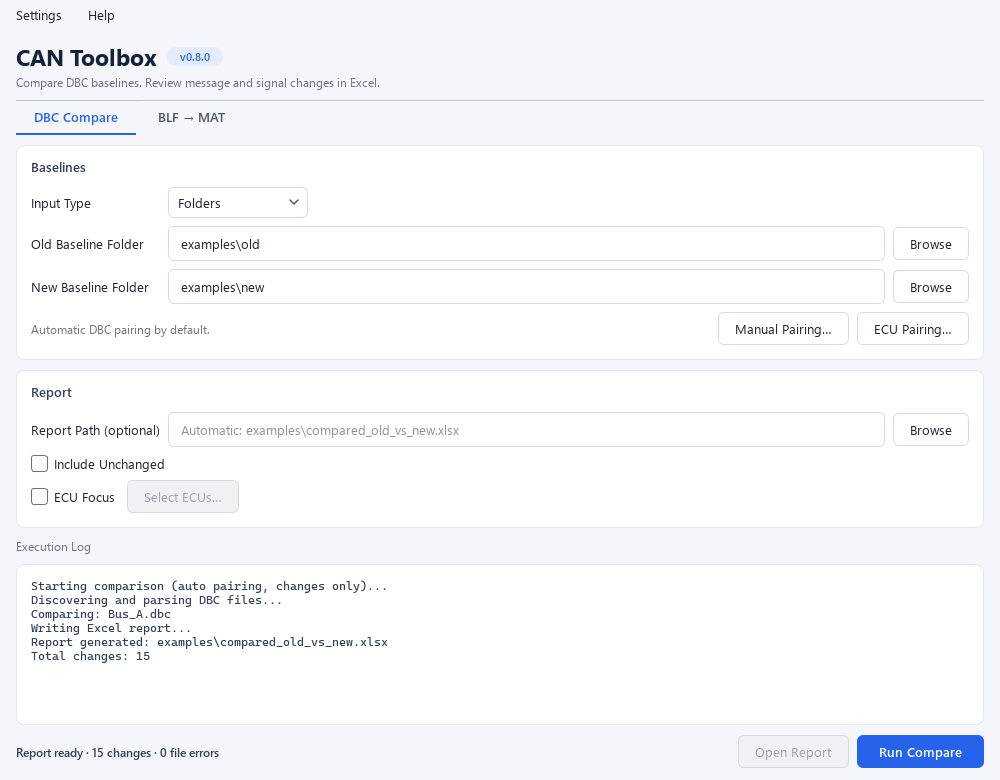 Settings Help
CAN Toolbox v0.8.0
Compare DBC baselines. Review message and signal changes in Excel.
DBC Compare BLF → MAT
Baselines
Input Type Folders
Old Baseline Folder examples\old Browse
New Baseline Folder examples\new Browse
Automatic DBC pairing by default. Manual Pairing... ECU Pairing...
Report
Report Path (optional) Automatic: examples\compared_old_vs_new.xlsx Browse
Include Unchanged
ECU Focus Select ECUs...
Execution Log
Starting comparison (auto pairing, changes only)...
Discovering and parsing DBC files...
Comparing: Bus_A.dbc
Writing Excel report...
Report generated: examples\compared_old_vs_new.xlsx
Total changes: 15
Report ready · 15 changes · 0 file errors Open Report Run Compare